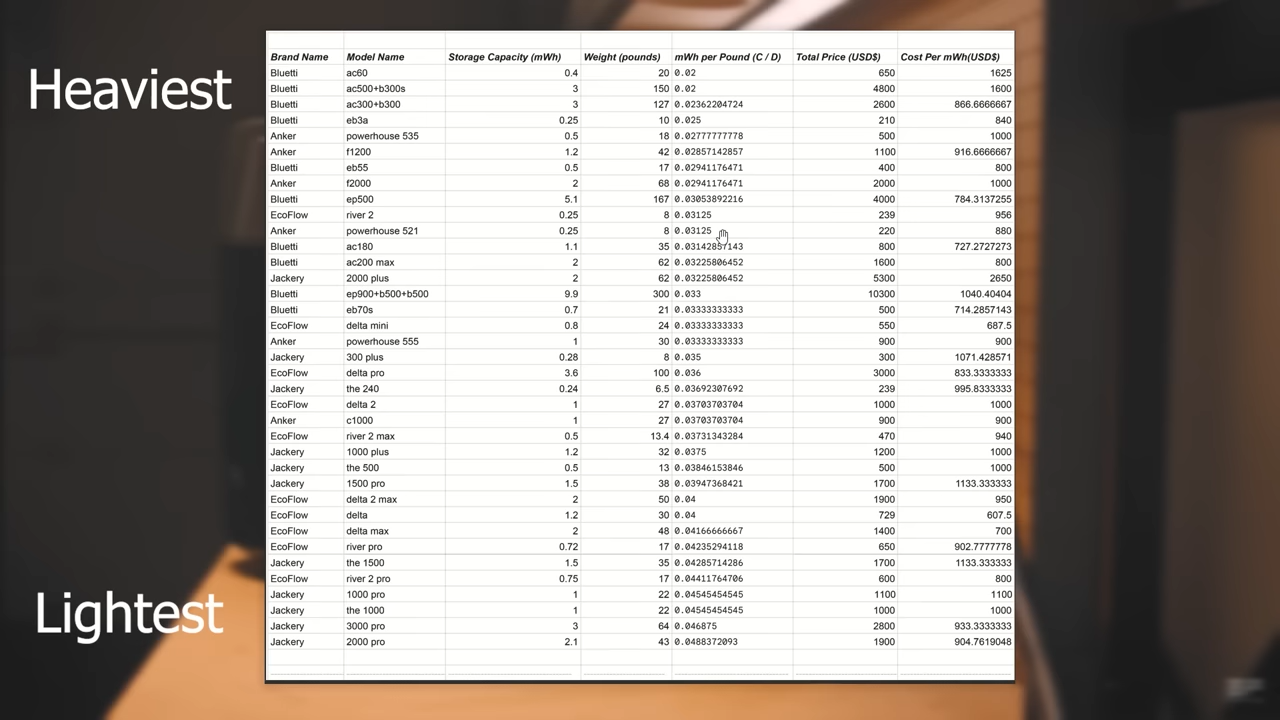 Heaviest
Brand Name Model Name Storage Capacity (mWh) Weight (pounds) mWh per Pound (C / D) Total Price (USD$) Cost Per mWh(USD$)
Bluetti ac60 0.4 20 0.02 650 1625
Bluetti ac500+b300s 3 150 0.02 4800 1600
Bluetti ac300+b300 3 127 0.02362204724 2600 866.6666667
Bluetti eb3a 0.25 10 0.025 210 840
Anker powerhouse 535 0.5 18 0.02777777778 500 1000
Anker f1200 1.2 42 0.02857142857 1100 916.6666667
Bluetti eb55 0.5 17 0.02941176471 400 800
Anker f2000 2 68 0.02941176471 2000 1000
Bluetti ep500 5.1 167 0.03053892216 4000 784.3137255
EcoFlow river 2 0.25 8 0.03125 239 956
Anker powerhouse 521 0.25 8 0.03125 220 880
Bluetti ac180 1.1 35 0.03142857143 800 727.2727273
Bluetti ac200 max 2 62 0.03225806452 1600 800
Jackery 2000 plus 2 62 0.03225806452 5300 2650
Bluetti ep900+b500+b500 9.9 300 0.033 10300 1040.40404
Bluetti eb70s 0.7 21 0.03333333333 500 714.2857143
EcoFlow delta mini 0.8 24 0.03333333333 550 687.5
Anker powerhouse 555 1 30 0.03333333333 900 900
Jackery 300 plus 0.28 8 0.035 300 1071.428571
EcoFlow delta pro 3.6 100 0.036 3000 833.3333333
Jackery the 240 0.24 6.5 0.03692307692 239 995.8333333
EcoFlow delta 2 1 27 0.03703703704 1000 1000
Anker c1000 1 27 0.03703703704 900 900
EcoFlow river 2 max 0.5 13.4 0.03731343284 470 940
Jackery 1000 plus 1.2 32 0.0375 1200 1000
Jackery the 500 0.5 13 0.03846153846 500 1000
Jackery 1500 pro 1.5 38 0.03947368421 1700 1133.333333
EcoFlow delta 2 max 2 50 0.04 1900 950
EcoFlow delta 1.2 30 0.04 729 607.5
EcoFlow delta max 2 48 0.04166666667 1400 700
EcoFlow river pro 0.72 17 0.04235294118 650 902.7777778
Jackery the 1500 1.5 35 0.04285714286 1700 1133.333333
EcoFlow river 2 pro 0.75 17 0.04411764706 600 800
Jackery 1000 pro 1 22 0.04545454545 1100 1100
Jackery the 1000 1 22 0.04545454545 1000 1000
Jackery 3000 pro 3 64 0.046875 2800 933.3333333
Jackery 2000 pro 2.1 43 0.0488372093 1900 904.7619048
Lightest